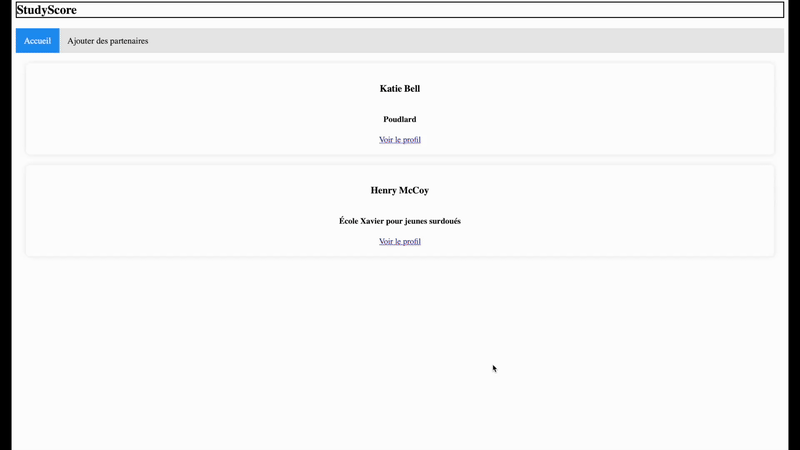 StudyScore
Accueil Ajouter des partenaires
Katie Bell
Poudlard
Voir le profil
Henry McCoy
École Xavier pour jeunes surdoués
Voir le profil